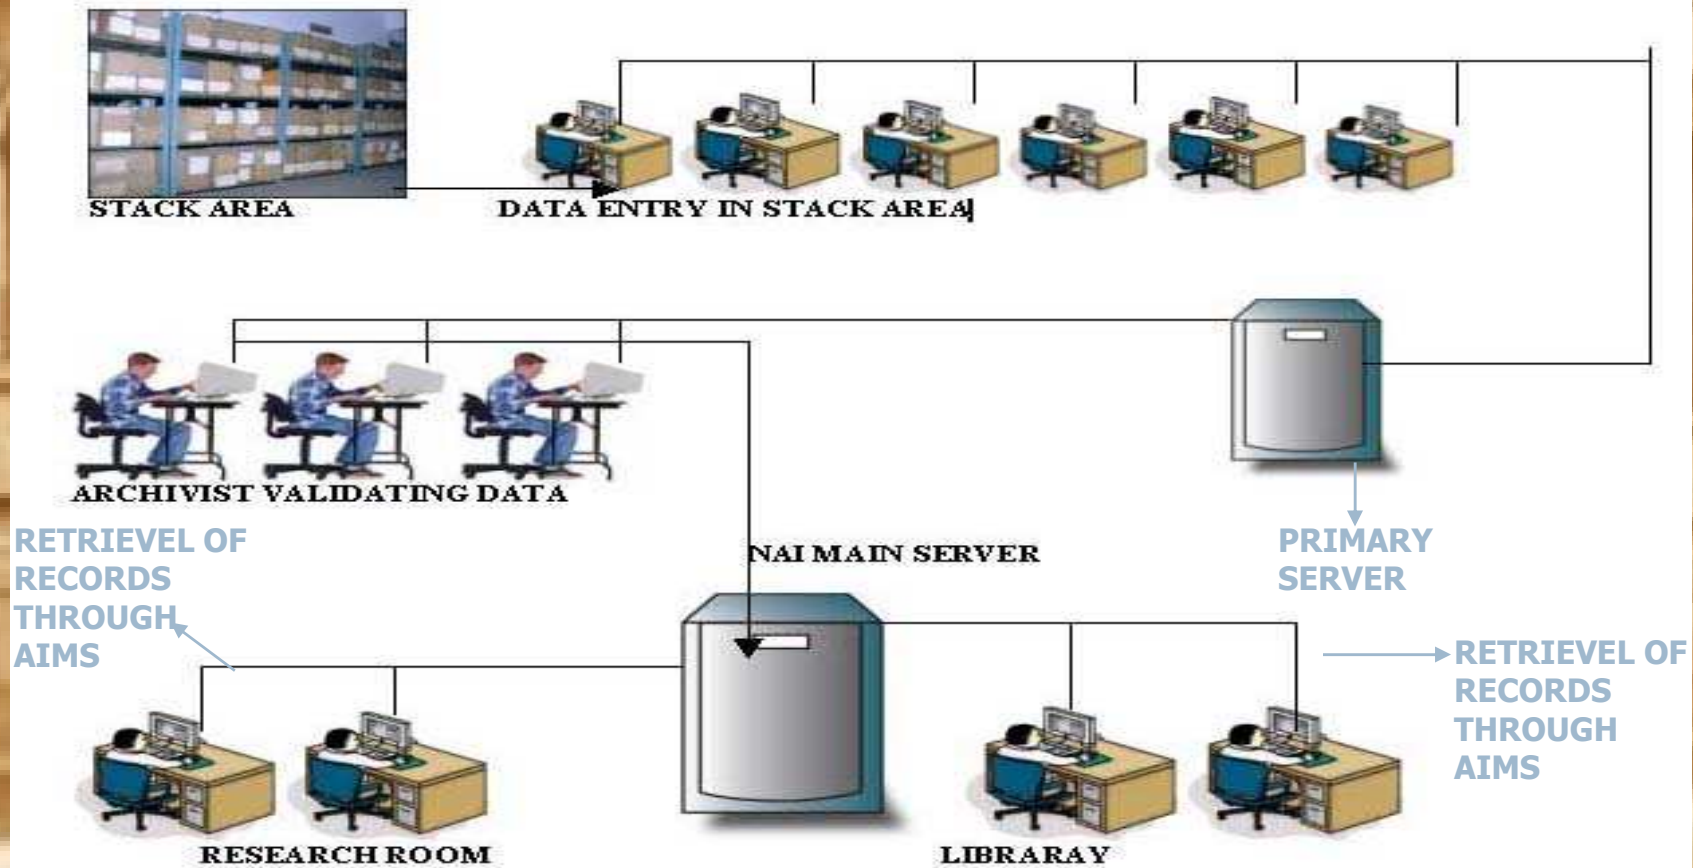 STACK AREA
DATA ENTRY IN STACK AREA
ARCHIVIST VALIDATING DATA
RETRIEVEL OF
RECORDS
THROUGH
AIMS
NAI MAIN SERVER
PRIMARY
SERVER
RETRIEVEL OF
RECORDS
THROUGH
AIMS
RESEARCH ROOM
LIBRARAY